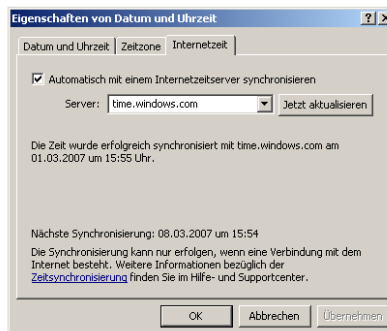 Eigenschaften von Datum und Uhrzeit
Datum und Uhrzeit Zeitzone Internetzeit
Automatisch mit einem Internetzeitserver synchronisieren
Server: time.windows.com Jetzt aktualisieren
Die Zeit wurde erfolgreich synchronisiert mit time.windows.com am
01.03.2007 um 15:55 Uhr.
Nächste Synchronisierung: 08.03.2007 um 15:54
Die Synchronisierung kann nur erfolgen, wenn eine Verbindung mit dem
Internet besteht. Weitere Informationen bezüglich der
Zeitsynchronisierung finden Sie im Hilfe- und Supportcenter.
OK Abbrechen Übernehmen